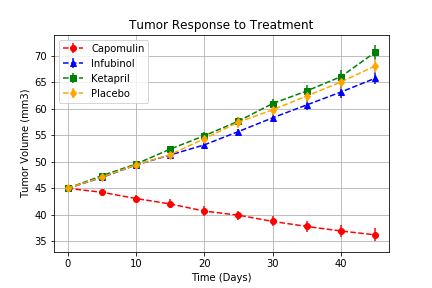 Tumor Response to Treatment
Capomulin
Infubinol
Ketapril
Placebo
Tumor Volume (mm3)
70
65
60
55
50
45
40
35
0
10
20
30
40
Time (Days)